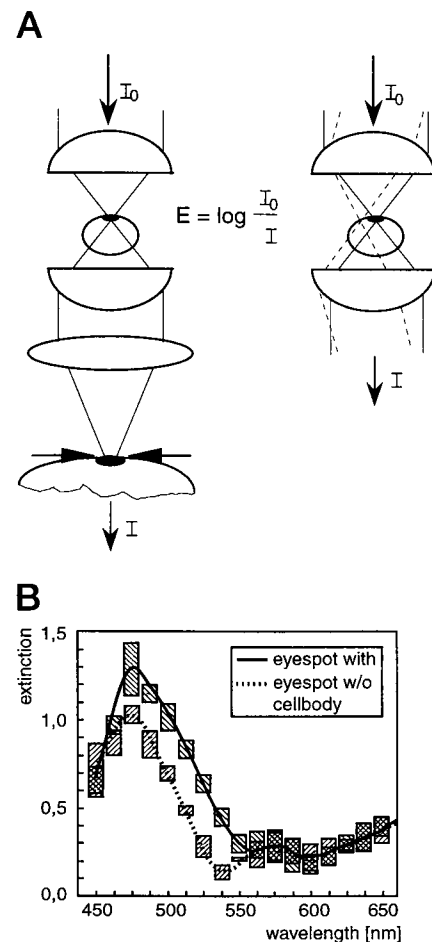 A
I₀
I₀
E = log I₀
I
I
I
B
extinction
1,5
1,0
0,5
0,0
eyespot with
eyespot w/o
cellbody
450 500 550 600 650
wavelength [nm]